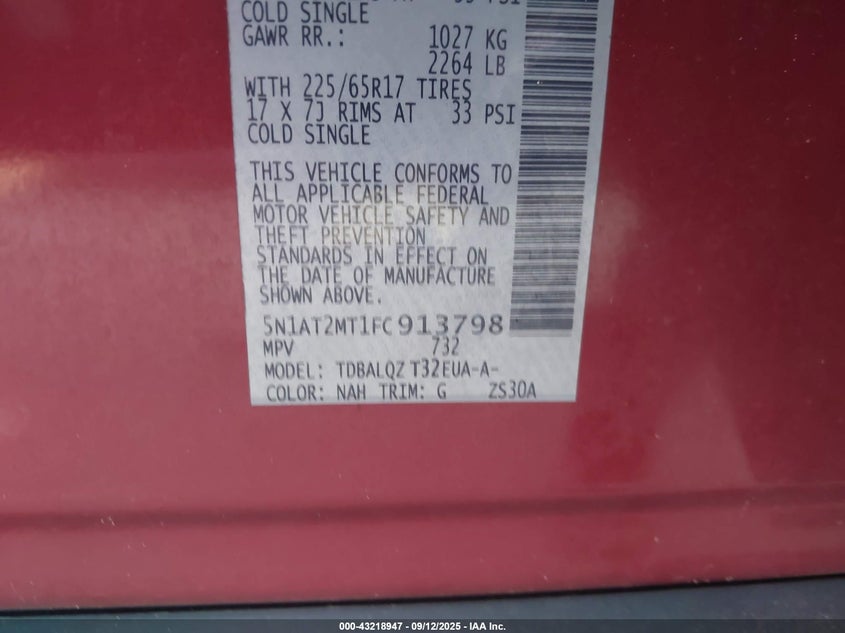 COLD SINGLE
GAWR RR.: 1027 KG
2264 LB
WITH 225/65R17 TIRES
17 X 7J RIMS AT 33 PSI
COLD SINGLE
THIS VEHICLE CONFORMS TO
ALL APPLICABLE FEDERAL
MOTOR VEHICLE SAFETY AND
THEFT PREVENTION
STANDARDS IN EFFECT ON
THE DATE OF MANUFACTURE
SHOWN ABOVE.
5N1AT2MT1FC913798
MPV 732
MODEL: TDBALQZ T32EUA-A-
COLOR: NAH TRIM: G ZS30A
000-43218947 - 09/12/2025 - IAA Inc.